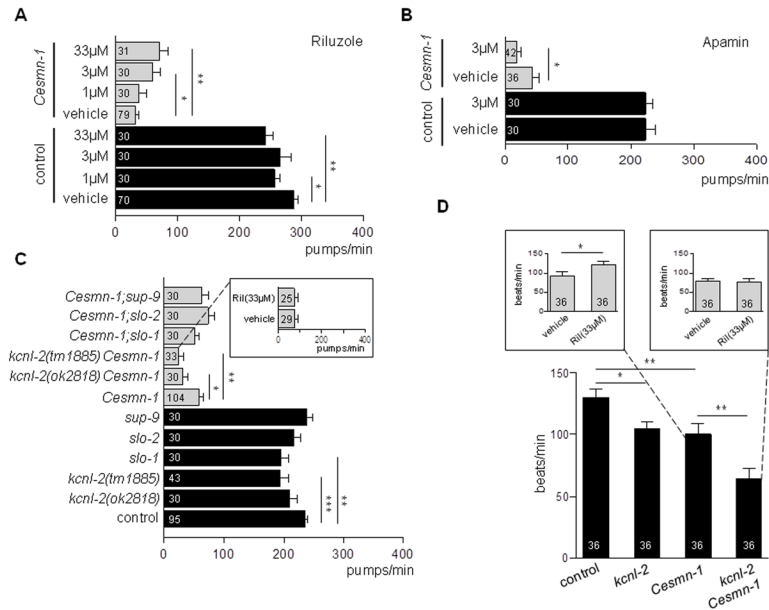 A
Riluzole
Cesmn-1
33µM 31
3µM 30
1µM 30
vehicle 79
* **
control
33µM 30
3µM 30
1µM 30
vehicle 70
* **
0 100 200 300 400
pumps/min
B
Apamin
Cesmn-1
3µM 42
vehicle 36
*
control
3µM 30
vehicle 30
0 100 200 300 400
pumps/min
C
Cesmn-1;sup-9 30
Cesmn-1;slo-2 30
Cesmn-1;slo-1 30
kcnl-2(tm1885) Cesmn-1 33
kcnl-2(ok2818) Cesmn-1 30
Cesmn-1 104
* **
sup-9 30
slo-2 30
slo-1 30
kcnl-2(tm1885) 43
kcnl-2(ok2818) 30
control 95
*** **
0 100 200 300 400
pumps/min
Ril(33µM) 25
vehicle 29
0 100 200 300 400
pumps/min
D
beats/min
150
100
50
0
*
36 36
vehicle Ril(33µM)
beats/min
150
100
50
0
36 36
vehicle Ril(33µM)
beats/min
150
100
50
0
**
*
**
36 36 36 36
control kcnl-2 Cesmn-1 kcnl-2
Cesmn-1